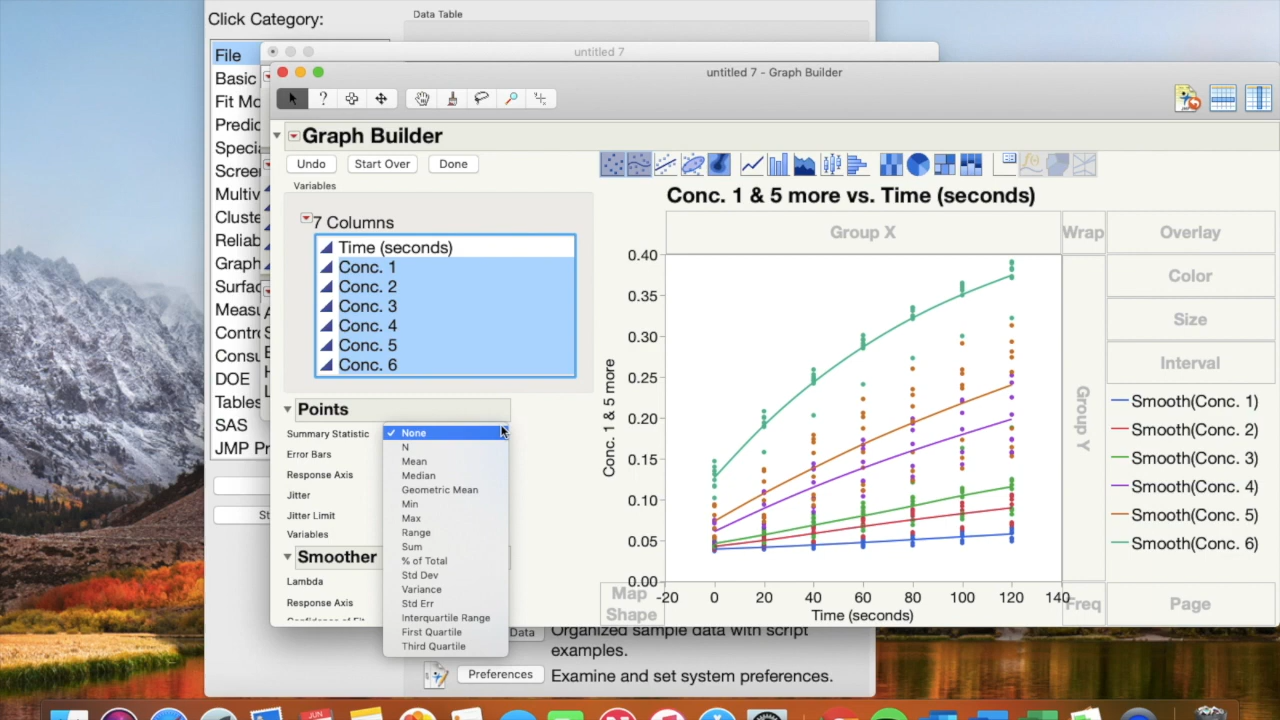 Click Category:
Data Table
File
Basic
Fit Mo
Predic
Specia
Screen
Multiv
Cluste
Reliab
Graph
Surfac
Measu
Contro
Consu
DOE
Tables
SAS
JMP Pr
untitled 7
untitled 7 - Graph Builder
Graph Builder
Undo
Start Over
Done
Variables
7 Columns
Time (seconds)
Conc. 1
Conc. 2
Conc. 3
Conc. 4
Conc. 5
Conc. 6
Points
Summary Statistic
Error Bars
Response Axis
Jitter
Jitter Limit
Variables
Smoother
Lambda
Response Axis
None
N
Mean
Median
Geometric Mean
Min
Max
Range
Sum
% of Total
Std Dev
Variance
Std Err
Interquartile Range
First Quartile
Third Quartile
Conc. 1 & 5 more vs. Time (seconds)
Group X
Wrap
Overlay
Color
Size
Interval
Group Y
Smooth(Conc. 1)
Smooth(Conc. 2)
Smooth(Conc. 3)
Smooth(Conc. 4)
Smooth(Conc. 5)
Smooth(Conc. 6)
Conc. 1 & 5 more
0.40
0.35
0.30
0.25
0.20
0.15
0.10
0.05
0.00
-20 0 20 40 60 80 100 120 140
Time (seconds)
Map
Shape
Freq
Page
St
Data
Organized sample data with script
examples.
Preferences
Examine and set system preferences.
JUN